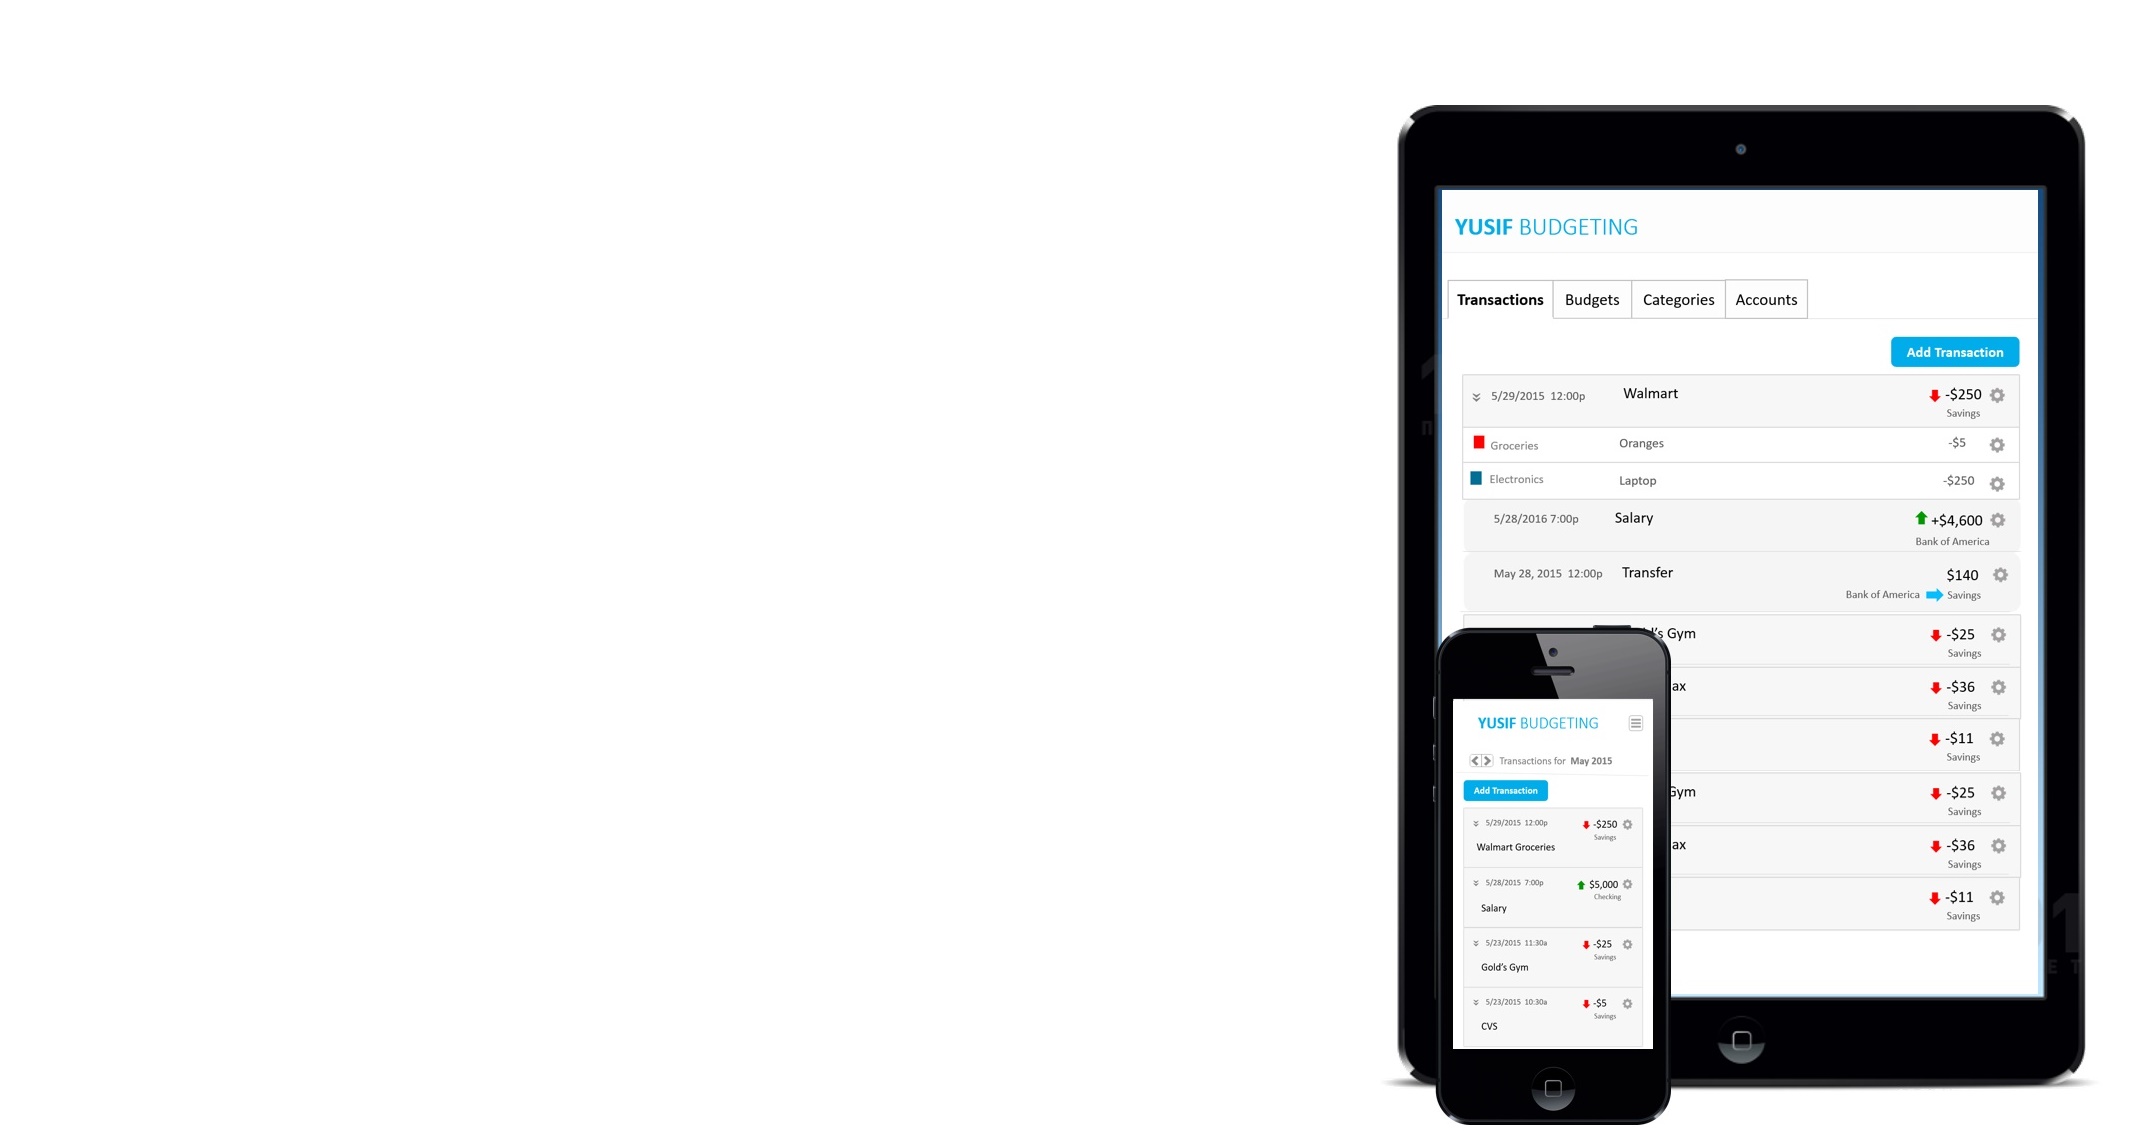 YUSIF BUDGETING
Transactions Budgets Categories Accounts
Add Transaction
5/29/2015 12:00p Walmart -$250
Savings
Groceries Oranges -$5
Electronics Laptop -$250
5/28/2016 7:00p Salary +$4,600
Bank of America
May 28, 2015 12:00p Transfer $140
Bank of America Savings
's Gym -$25
Savings
ax -$36
Savings
-$11
Savings
Gym -$25
Savings
ax -$36
Savings
-$11
Savings
YUSIF BUDGETING
Transactions for May 2015
Add Transaction
5/29/2015 12:00p -$250
Savings
Walmart Groceries
5/28/2015 7:00p $5,000
Checking
Salary
5/23/2015 11:30a -$25
Savings
Gold's Gym
5/23/2015 10:30a -$5
Savings
CVS